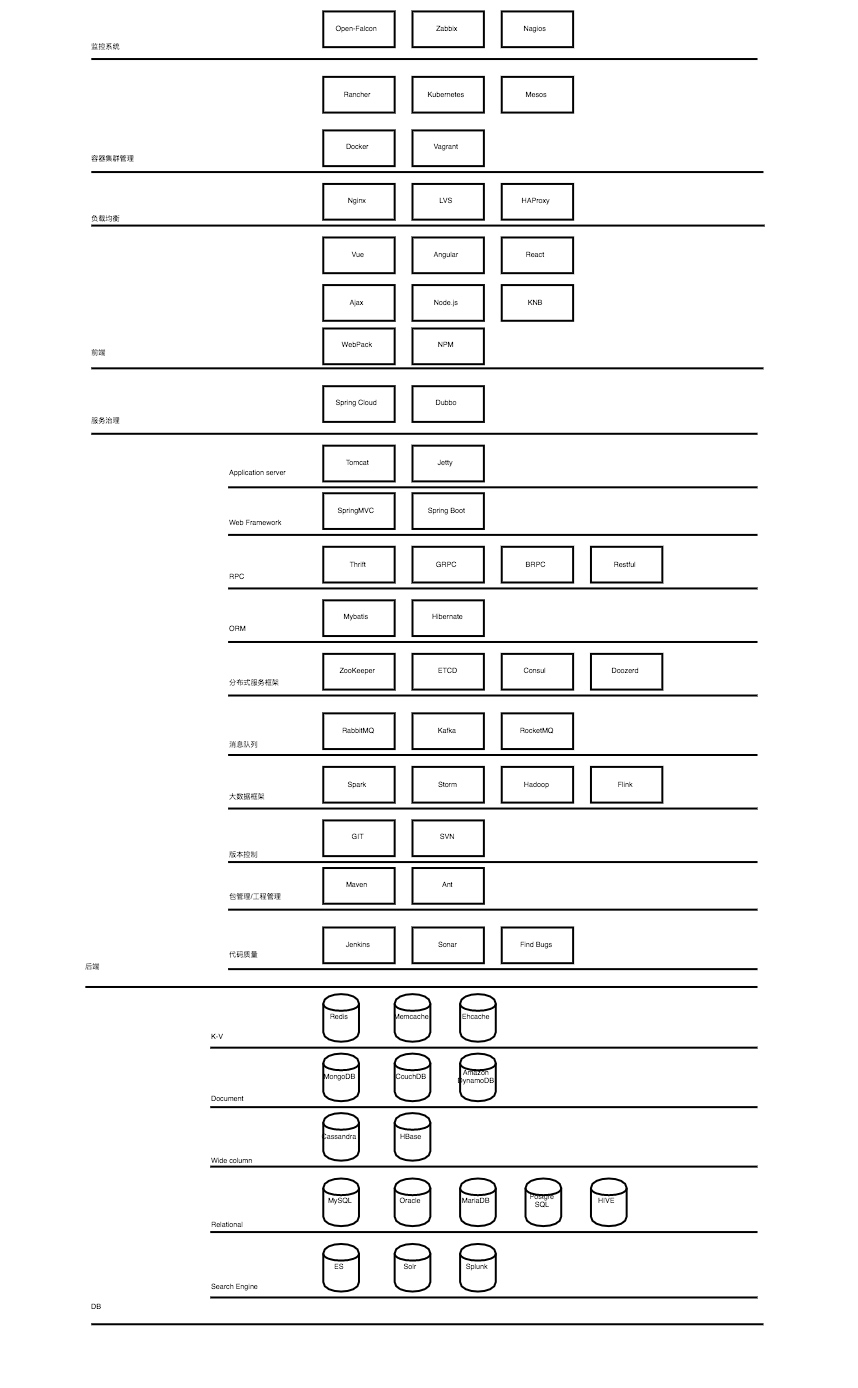 Open-Falcon
Zabbix
Nagios
监控系统
Rancher
Kubernetes
Mesos
Docker
Vagrant
容器集群管理
Nginx
LVS
HAProxy
负载均衡
Vue
Angular
React
Ajax
Node.js
KNB
WebPack
NPM
前端
Spring Cloud
Dubbo
服务治理
Tomcat
Jetty
Application server
SpringMVC
Spring Boot
Web Framework
Thrift
GRPC
BRPC
Restful
RPC
Mybatis
Hibernate
ORM
ZooKeeper
ETCD
Consul
Doozerd
分布式服务框架
RabbitMQ
Kafka
RocketMQ
消息队列
Spark
Storm
Hadoop
Flink
大数据框架
GIT
SVN
版本控制
Maven
Ant
包管理/工程管理
Jenkins
Sonar
Find Bugs
代码质量
后端
Redis
Memcache
Ehcache
K-V
MongoDB
CouchDB
Amazon
DynamoDB
Document
Cassandra
HBase
Wide column
MySQL
Oracle
MariaDB
Postgre
SQL
HIVE
Relational
ES
Solr
Splunk
Search Engine
DB